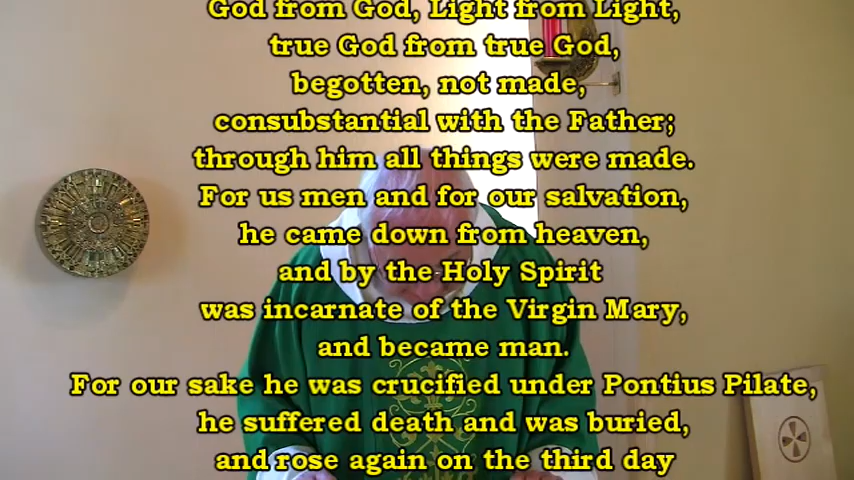 God from God, Light from Light,
true God from true God,
begotten, not made,
consubstantial with the Father;
through him all things were made.
For us men and for our salvation,
he came down from heaven,
and by the Holy Spirit
was incarnate of the Virgin Mary,
and became man.
For our sake he was crucified under Pontius Pilate,
he suffered death and was buried,
and rose again on the third day